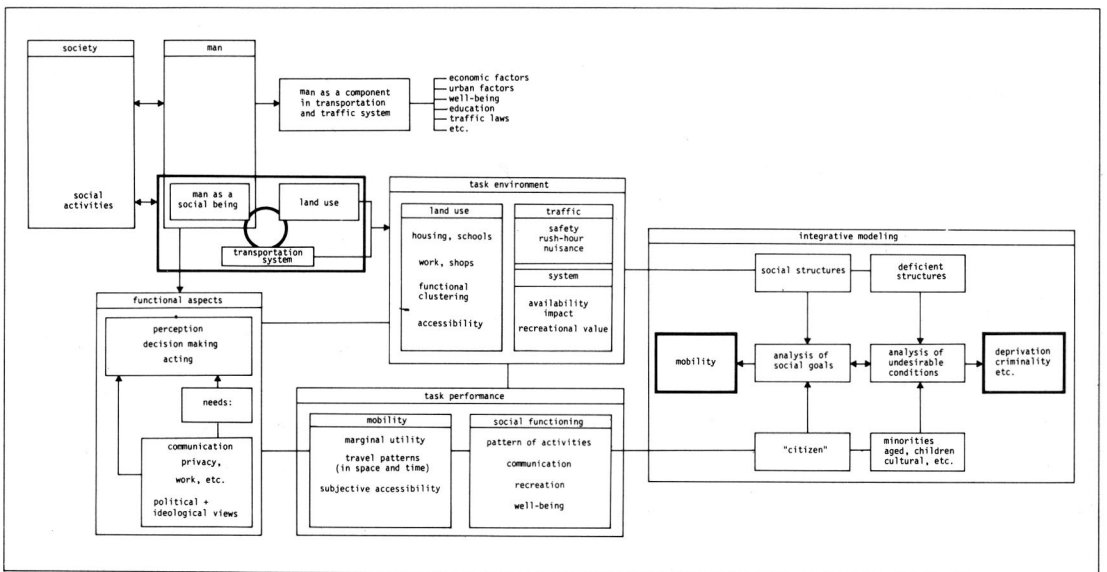 society
man
social
activities
man as a component
in transportation
and traffic system
economic factors
urban factors
well-being
education
traffic laws
etc.
man as a
social being
land use
transportation
system
functional aspects
perception
decision making
acting
needs:
communication
privacy,
work, etc.
political +
ideological views
task environment
land use
housing, schools
work, shops
functional
clustering
accessibility
traffic
safety
rush-hour
nuisance
system
availability
impact
recreational value
task performance
mobility
marginal utility
travel patterns
(in space and time)
subjective accessibility
social functioning
pattern of activities
communication
recreation
well-being
integrative modeling
social structures
deficient
structures
mobility
analysis of
social goals
analysis of
undesirable
conditions
deprivation
criminality
etc.
"citizen"
minorities
aged, children
cultural, etc.